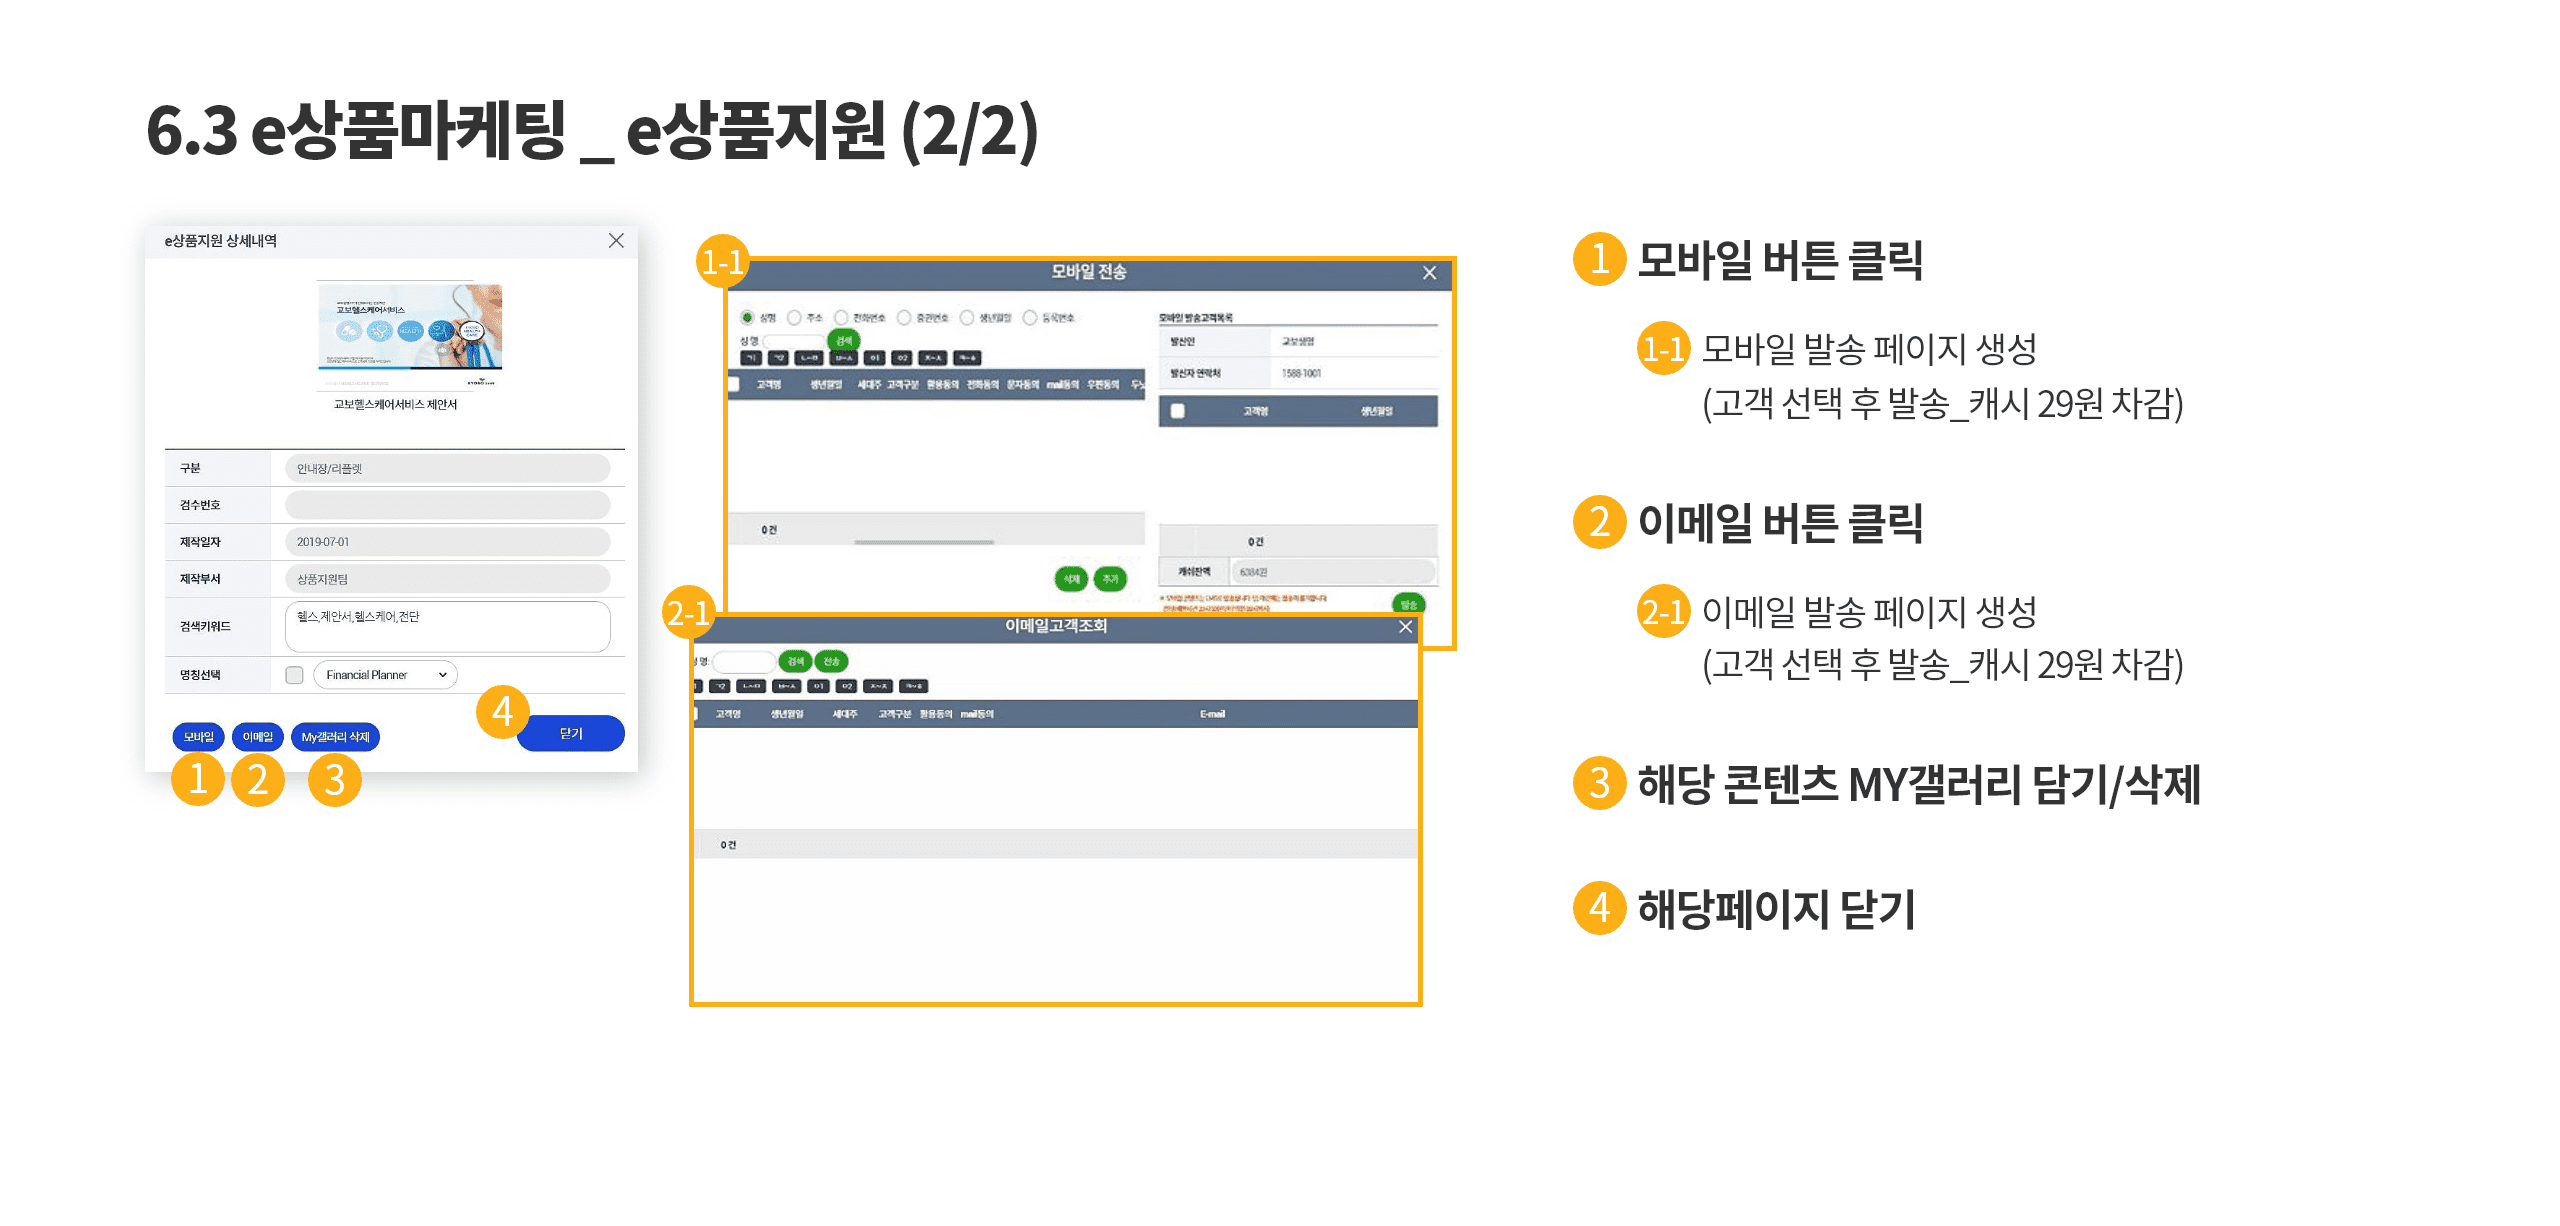 6.3 e상품마케팅 _ e상품지원 (2/2)
e상품지원 상세내역
교보헬스케어서비스
교보헬스케어서비스 제안서
구분
안내장/리플렛
검수번호
제작일자
2019-07-01
제작부서
상품지원팀
검색키워드
헬스,제안서,헬스케어,전단
명칭선택
Financial Planner
4
모바일 이메일 My갤러리 삭제
닫기
1 2 3
1-1
모바일 전송
성명 주소 전화번호 증권번호 생년월일 등록번호
성명 검색
고객명 생년월일 세대주 고객구분 활용동의 전화동의 문자동의 mail동의 우편동의
0 건
삭제 추가
모바일 발송고객목록
발신인 교보생명
발신자 연락처 1588-1001
고객명 생년월일
0 건
캐쉬잔액 6384원
발송
2-1
이메일고객조회
명: 검색 전송
고객명 생년월일 세대주 고객구분 활용동의 mail동의 E-mail
0 건
1 모바일 버튼 클릭
1-1 모바일 발송 페이지 생성
(고객 선택 후 발송_캐시 29원 차감)
2 이메일 버튼 클릭
2-1 이메일 발송 페이지 생성
(고객 선택 후 발송_캐시 29원 차감)
3 해당 콘텐츠 MY갤러리 담기/삭제
4 해당페이지 닫기